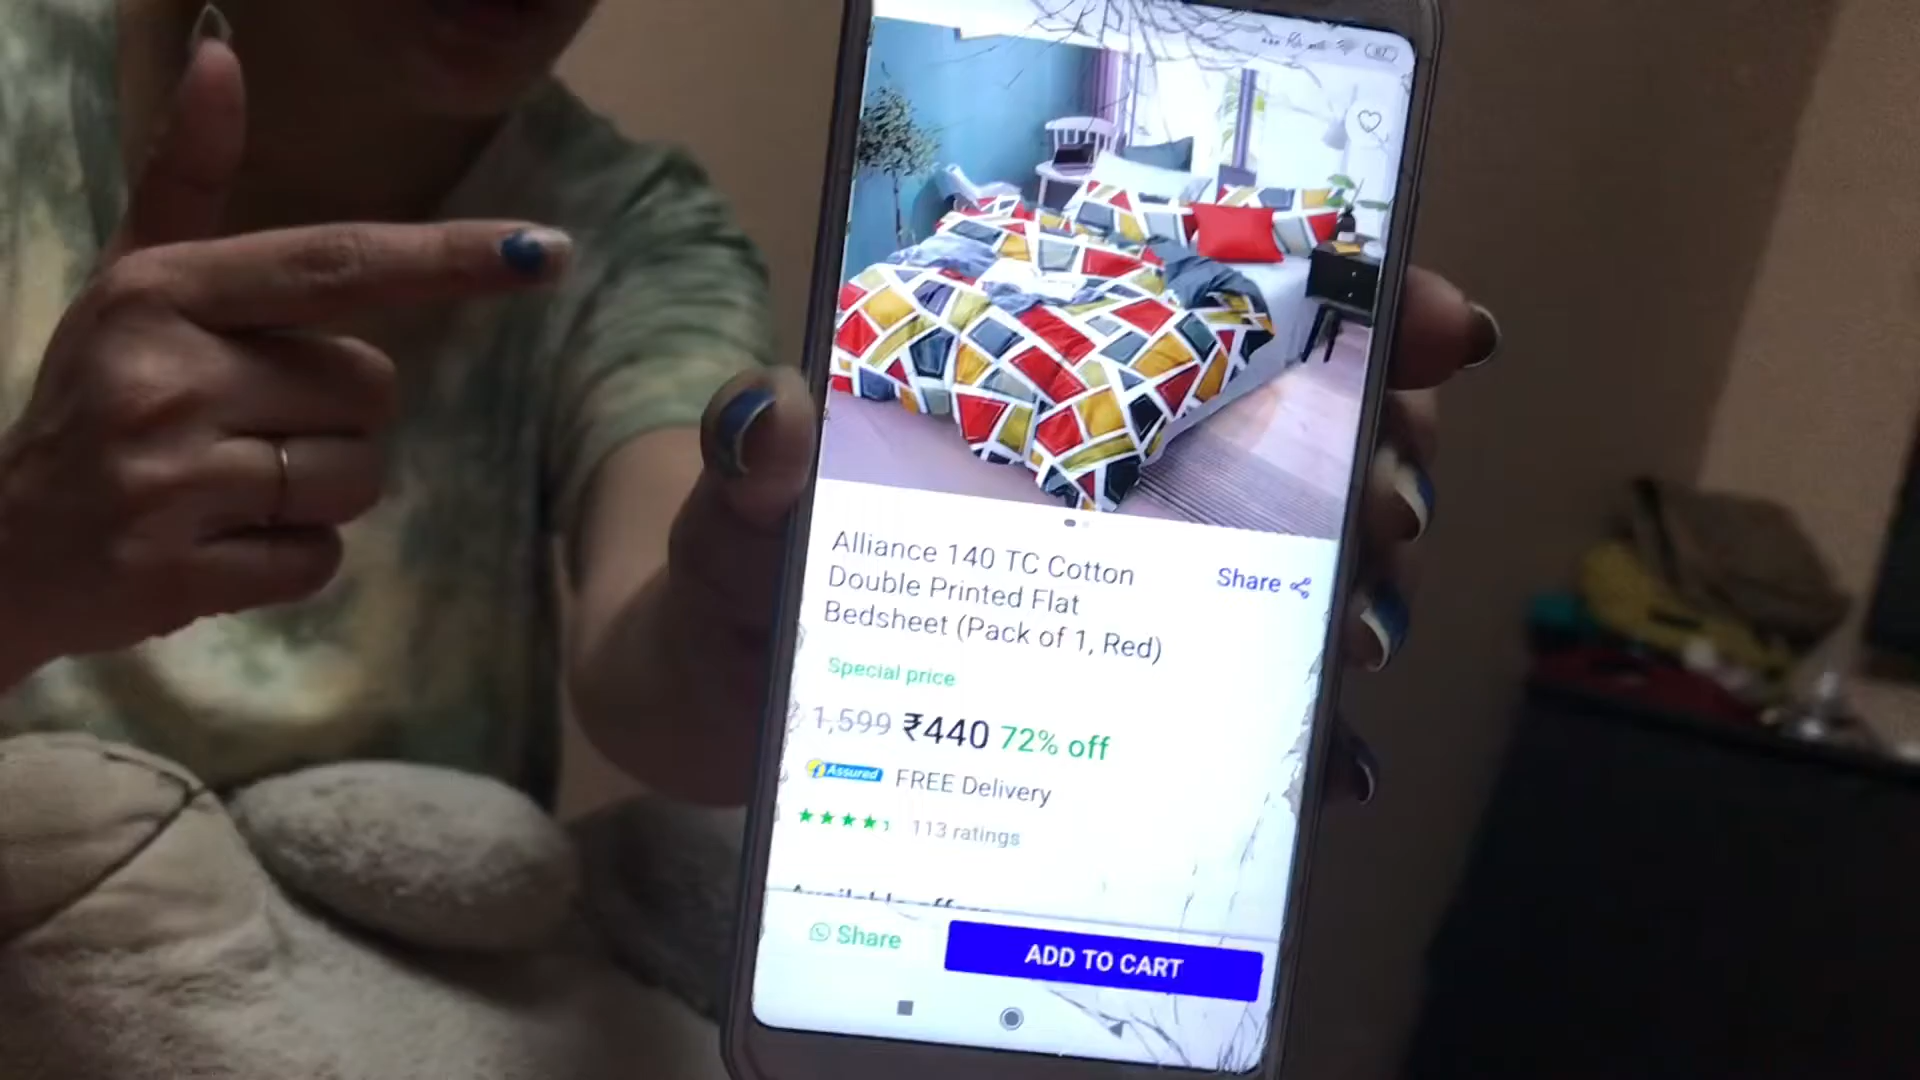 Alliance 140 TC Cotton
Double Printed Flat
Bedsheet (Pack of 1, Red)
Share
Special price
1,599 ₹440 72% off
Assured FREE Delivery
113 ratings
Share
ADD TO CART